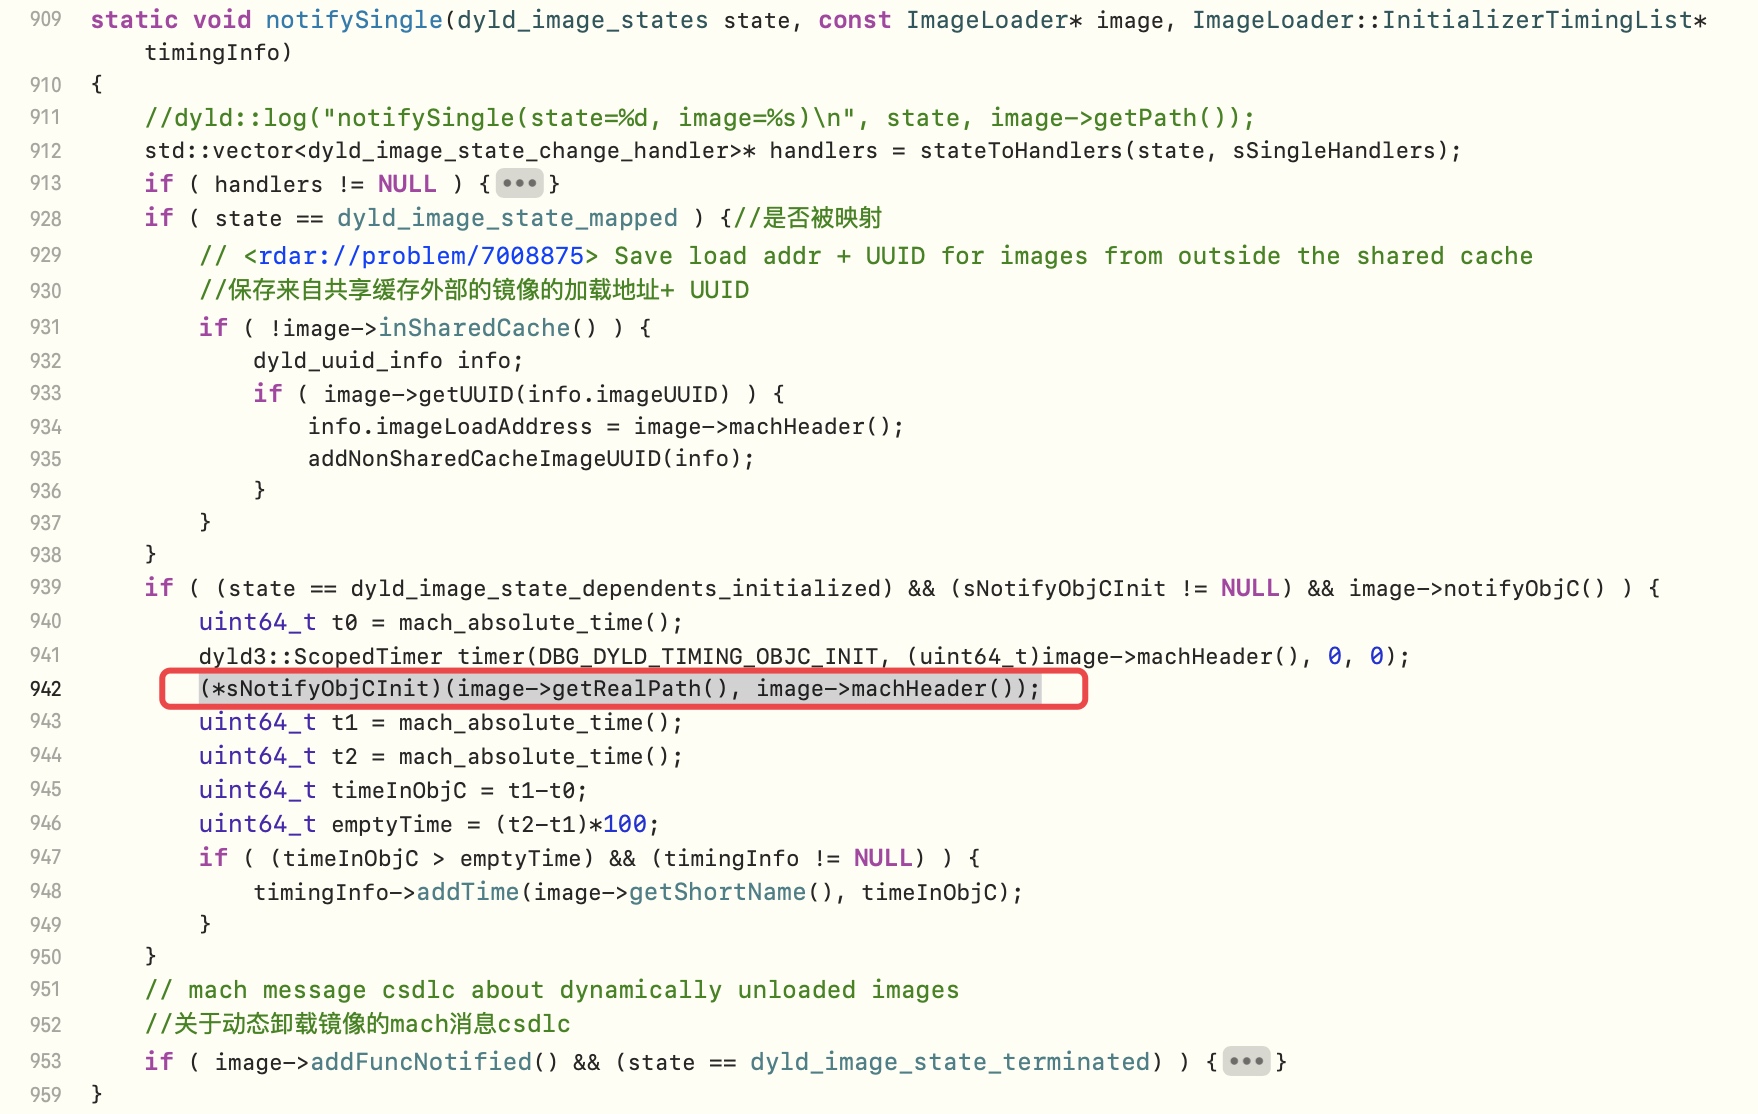 909 static void notifySingle(dyld_image_states state, const ImageLoader* image, ImageLoader::InitializerTimingList*
timingInfo)
910 {
911 //dyld::log("notifySingle(state=%d, image=%s)\n", state, image->getPath());
912 std::vector<dyld_image_state_change_handler>* handlers = stateToHandlers(state, sSingleHandlers);
913 if ( handlers != NULL ) {•••}
928 if ( state == dyld_image_state_mapped ) {//是否被映射
929 // <rdar://problem/7008875> Save load addr + UUID for images from outside the shared cache
930 //保存来自共享缓存外部的镜像的加载地址+ UUID
931 if ( !image->inSharedCache() ) {
932 dyld_uuid_info info;
933 if ( image->getUUID(info.imageUUID) ) {
934 info.imageLoadAddress = image->machHeader();
935 addNonSharedCacheImageUUID(info);
936 }
937 }
938 }
939 if ( (state == dyld_image_state_dependents_initialized) && (sNotifyObjCInit != NULL) && image->notifyObjC() ) {
940 uint64_t t0 = mach_absolute_time();
941 dyld3::ScopedTimer timer(DBG_DYLD_TIMING_OBJC_INIT, (uint64_t)image->machHeader(), 0, 0);
942 (*sNotifyObjCInit)(image->getRealPath(), image->machHeader());
943 uint64_t t1 = mach_absolute_time();
944 uint64_t t2 = mach_absolute_time();
945 uint64_t timeInObjC = t1-t0;
946 uint64_t emptyTime = (t2-t1)*100;
947 if ( (timeInObjC > emptyTime) && (timingInfo != NULL) ) {
948 timingInfo->addTime(image->getShortName(), timeInObjC);
949 }
950 }
951 // mach message csdlc about dynamically unloaded images
952 //关于动态卸载镜像的mach消息csdlc
953 if ( image->addFuncNotified() && (state == dyld_image_state_terminated) ) {•••}
959 }